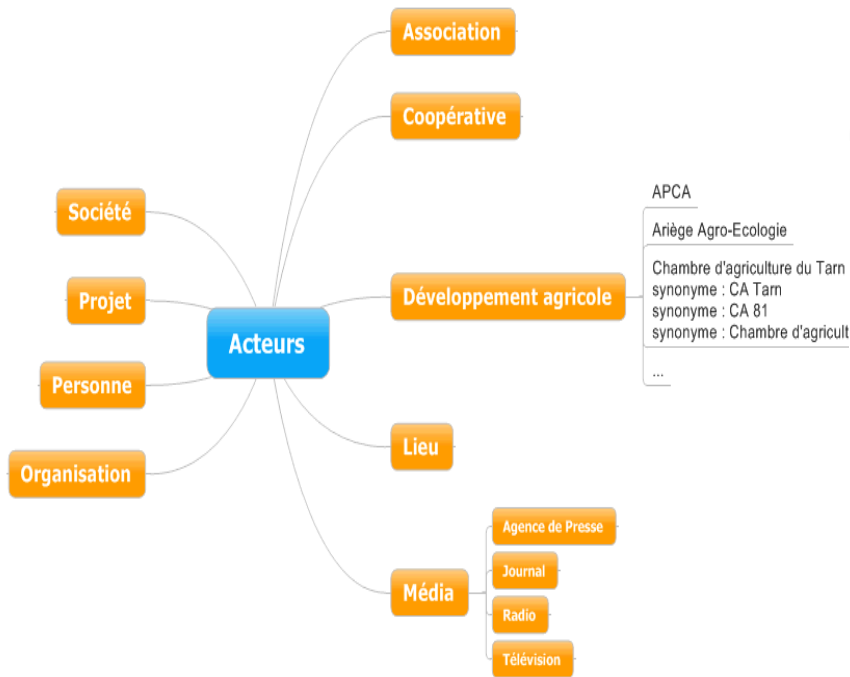 Association
Coopérative
Société
Projet
Personne
Organisation
Acteurs
Développement agricole
APCA
Ariège Agro-Ecologie
Chambre d'agriculture du Tarn
synonyme : CA Tarn
synonyme : CA 81
synonyme : Chambre d'agricult
...
Lieu
Média
Agence de Presse
Journal
Radio
Télévision